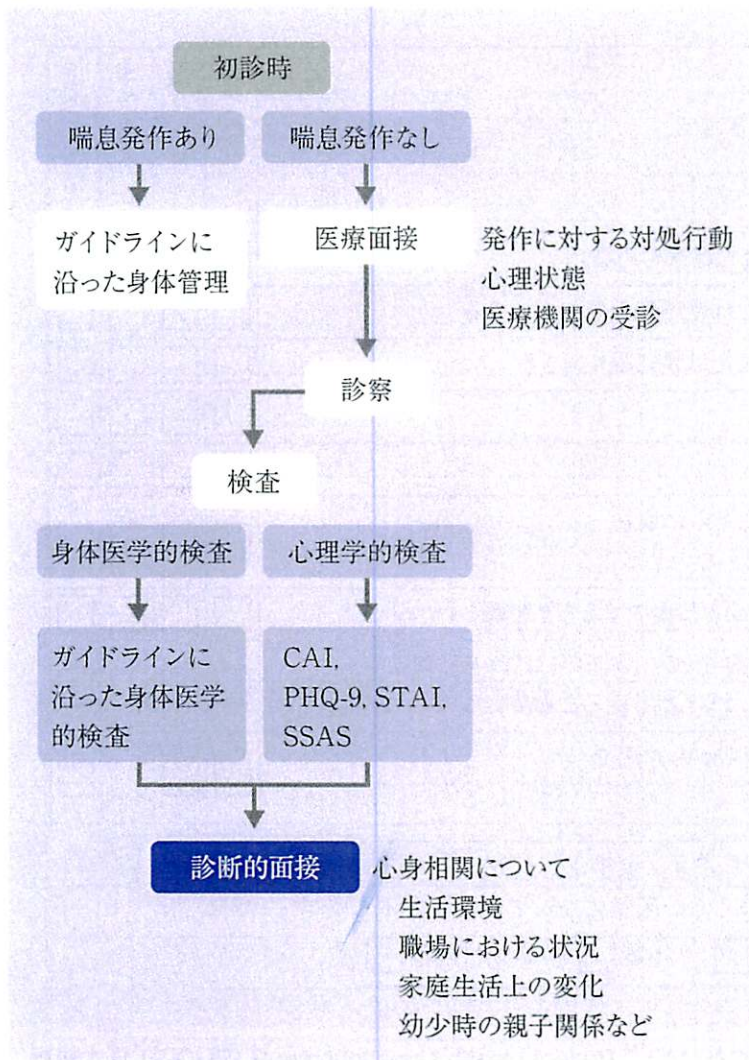 初診時
喘息発作あり
喘息発作なし
ガイドラインに
沿った身体管理
医療面接
発作に対する対処行動
心理状態
医療機関の受診
診察
検査
身体医学的検査
心理学的検査
ガイドラインに
沿った身体医学
的検査
CAI,
PHQ-9, STAI,
SSAS
診断的面接
心身相関について
生活環境
職場における状況
家庭生活上の変化
幼少時の親子関係など